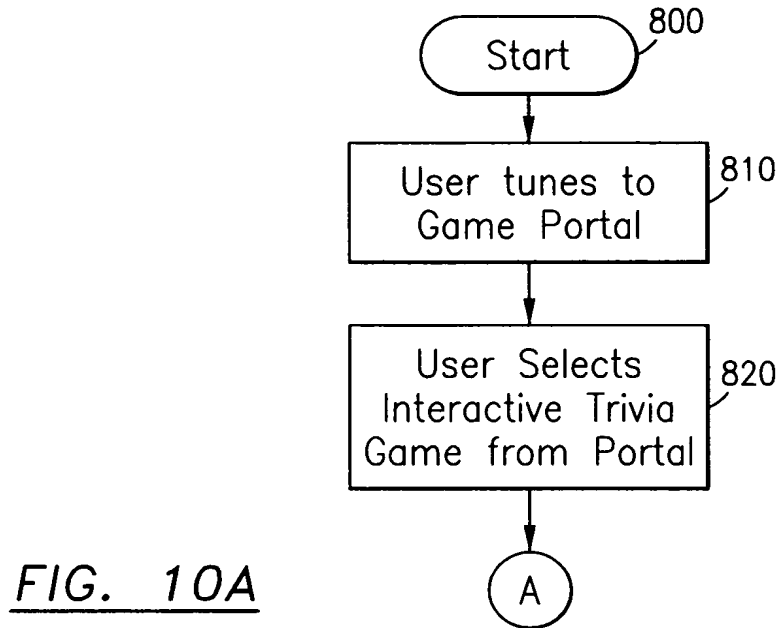 Start
800
User tunes to
Game Portal
810
User Selects
Interactive Trivia
Game from Portal
820
A
FIG. 10A